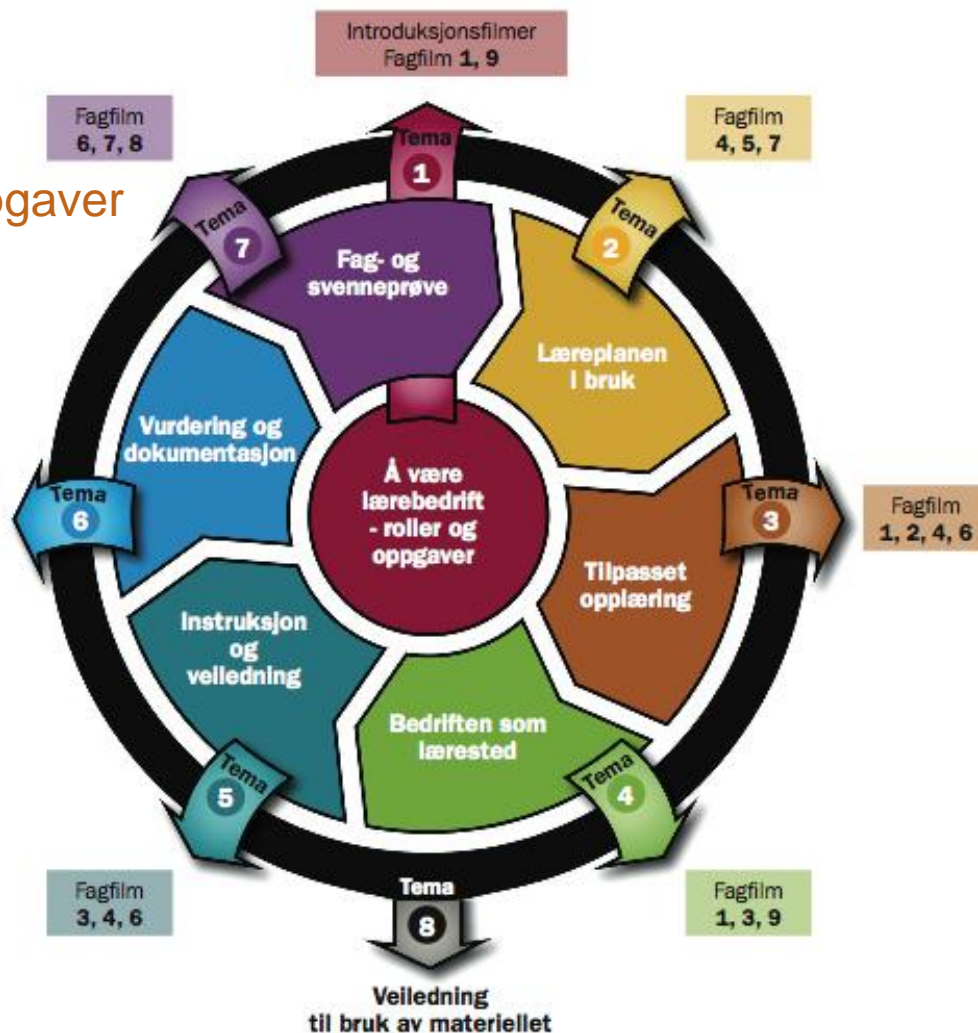 Introduksjonsfilmer
Fagfilm 1, 9
Fagfilm
6, 7, 8
Fagfilm
4, 5, 7
Tema
1
ogaver
Tema
7
Tema
2
Fag- og
svenneprøve
Læreplanen
i bruk
Vurdering og
dokumentasjon
Å være
lærebedrift
- roller og
oppgaver
Tema
6
Tema
3
Fagfilm
1, 2, 4, 6
Tilpasset
opplæring
Instruksjon
og
veiledning
Bedriften som
lærested
Tema
5
Tema
4
Fagfilm
3, 4, 6
Tema
8
Fagfilm
1, 3, 9
Veiledning
til bruk av materiellet